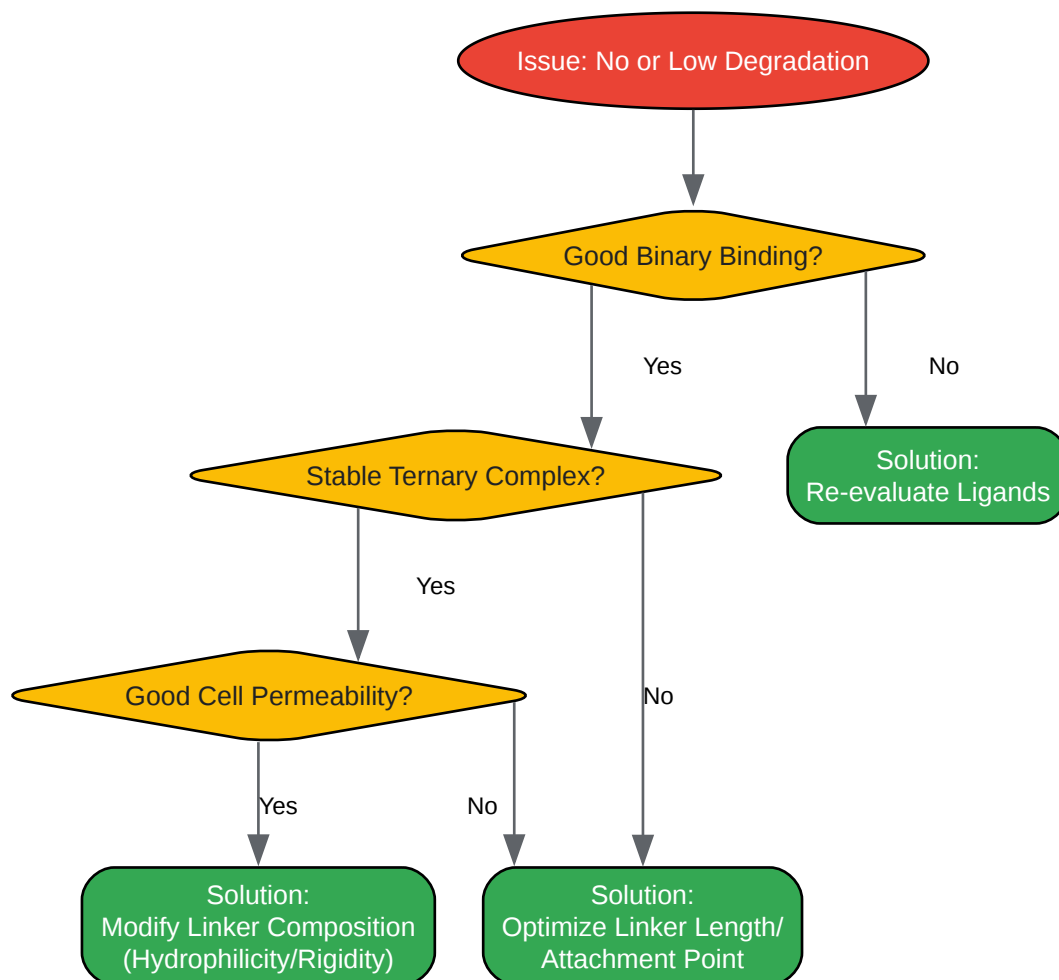 Issue: No or Low Degradation
Good Binary Binding?
Yes
No
Solution:
Re-evaluate Ligands
Stable Ternary Complex?
Yes
No
Good Cell Permeability?
Yes
No
Solution:
Modify Linker Composition
(Hydrophilicity/Rigidity)
Solution:
Optimize Linker Length/
Attachment Point